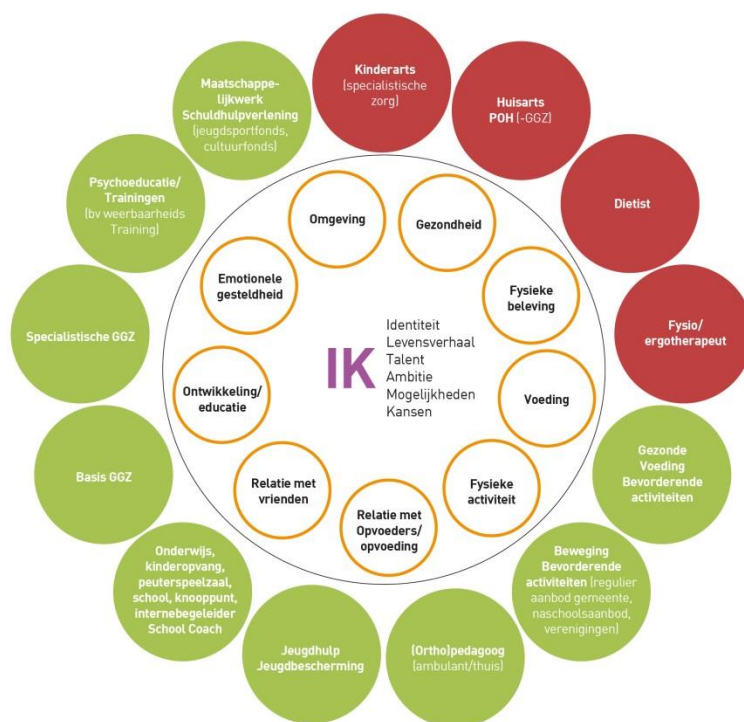 Kinderarts
(specialistische
zorg)
Huisarts
POH (-GGZ)
Dietist
Fysio/
ergotherapeut
Gezonde
Voeding
Bevorderende
activiteiten
Beweging
Bevorderende
activiteiten (regulier
aanbod gemeente,
naschoolsaanbod,
verenigingen)
(Ortho)pedagoog
(ambulant/thuis)
Jeugdhulp
Jeugdbescherming
Onderwijs,
kinderopvang,
peuterspeelzaal,
school, knooppunt,
internebegeleider
School Coach
Basis GGZ
Specialistische GGZ
Psychoeducatie/
Trainingen
(bv weerbaarheids
Training)
Maatschappe-
lijkwerk
Schuldhulpverlening
(jeugdsportfonds,
cultuurfonds)
Omgeving
Gezondheid
Fysieke
beleving
Voeding
Fysieke
activiteit
Relatie met
Opvoeders/
opvoeding
Relatie met
vrienden
Ontwikkeling/
educatie
Emotionele
gesteldheid
IK
Identiteit
Levensverhaal
Talent
Ambitie
Mogelijkheden
Kansen